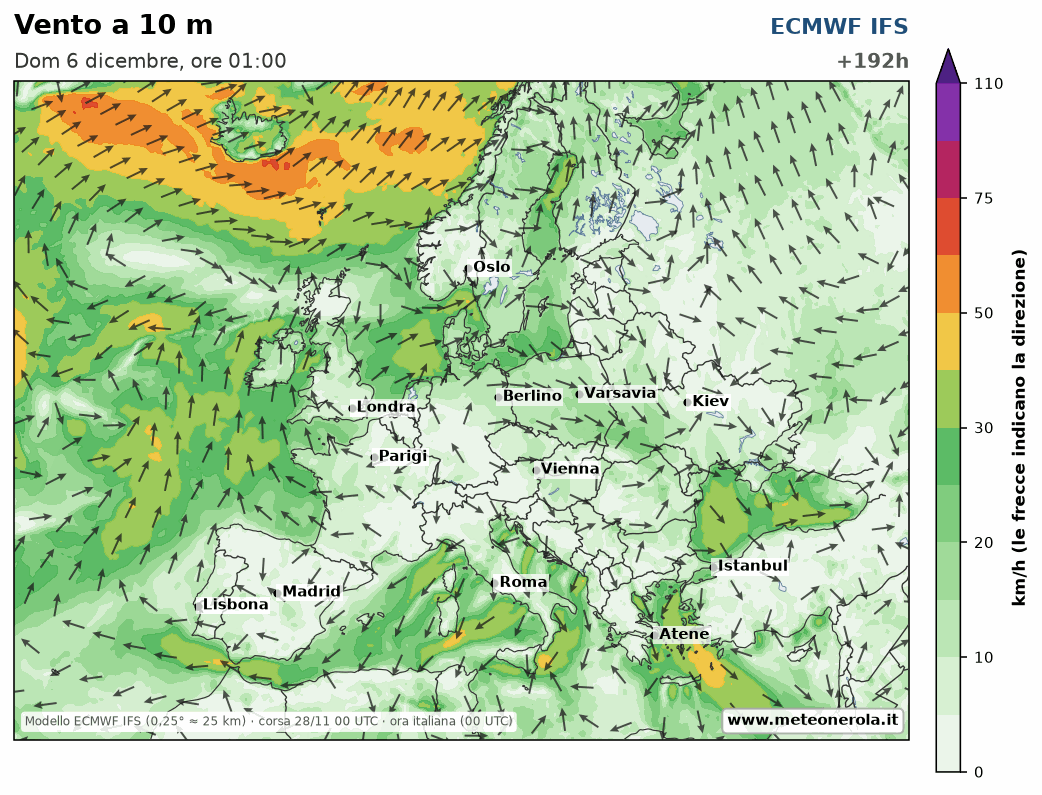 Vento a 10 m
ECMWF IFS
Dom 6 dicembre, ore 01:00
+192h
Oslo
Londra
Berlino
Varsavia
Kiev
Parigi
Vienna
Istanbul
Roma
Madrid
Lisbona
Atene
Modello ECMWF IFS (0,25° ≈ 25 km) · corsa 28/11 00 UTC · ora italiana (00 UTC)
www.meteonerola.it
110
75
50
30
20
10
0
km/h (le frecce indicano la direzione)